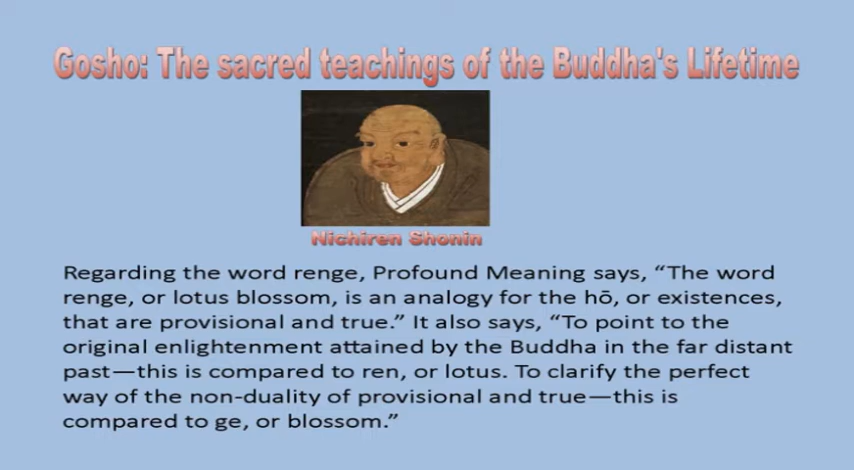 Gosho: The sacred teachings of the Buddha's Lifetime
Nichiren Shonin
Regarding the word renge, Profound Meaning says, “The word
renge, or lotus blossom, is an analogy for the hō, or existences,
that are provisional and true.” It also says, “To point to the
original enlightenment attained by the Buddha in the far distant
past—this is compared to ren, or lotus. To clarify the perfect
way of the non-duality of provisional and true—this is
compared to ge, or blossom.”